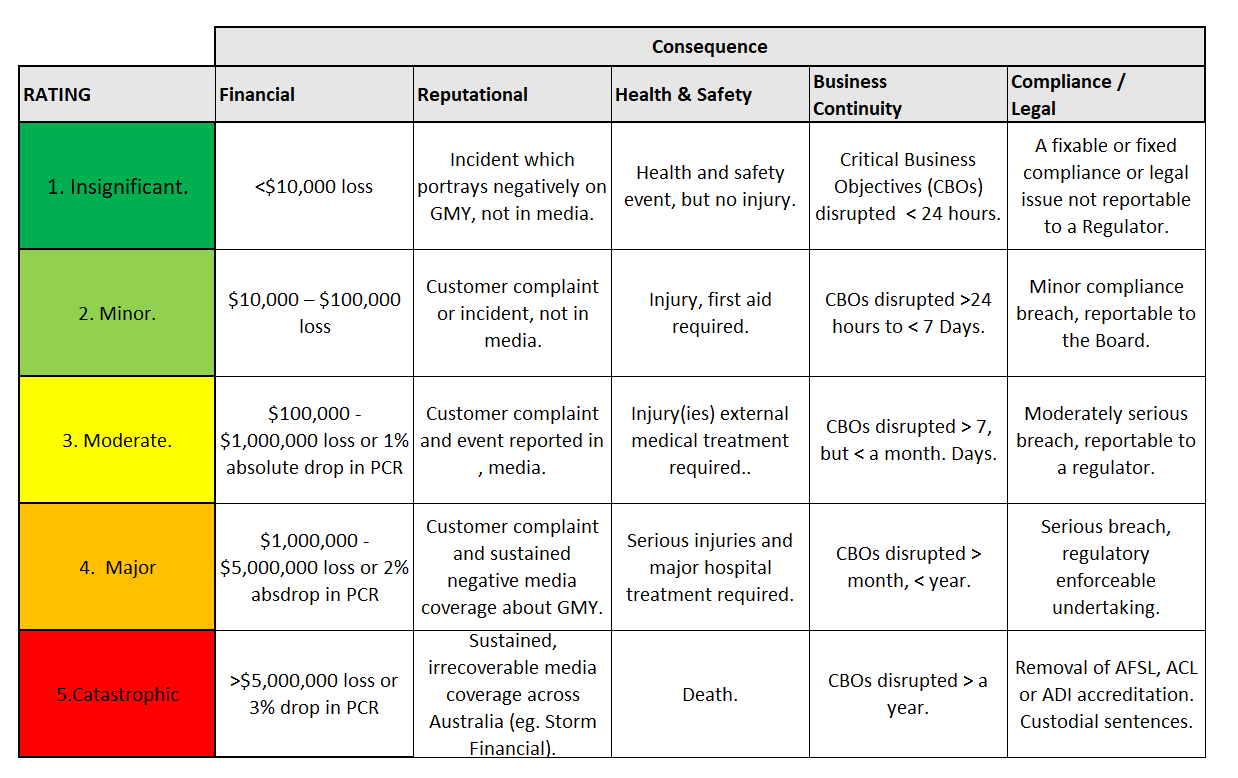 Consequence
RATING
Financial
Reputational
Health & Safety
Business
Continuity
Compliance /
Legal
1. Insignificant.
<$10,000 loss
Incident which
portrays negatively on
GMY, not in media.
Health and safety
event, but no injury.
Critical Business
Objectives (CBOs)
disrupted < 24 hours.
A fixable or fixed
compliance or legal
issue not reportable
to a Regulator.
2. Minor.
$10,000 – $100,000
loss
Customer complaint
or incident, not in
media.
Injury, first aid
required.
CBOs disrupted >24
hours to < 7 Days.
Minor compliance
breach, reportable to
the Board.
3. Moderate.
$100,000 -
$1,000,000 loss or 1%
absolute drop in PCR
Customer complaint
and event reported in
, media.
Injury(ies) external
medical treatment
required..
CBOs disrupted > 7,
but < a month. Days.
Moderately serious
breach, reportable to
a regulator.
4. Major
$1,000,000 -
$5,000,000 loss or 2%
absdrop in PCR
Customer complaint
and sustained
negative media
coverage about GMY.
Serious injuries and
major hospital
treatment required.
CBOs disrupted >
month, < year.
Serious breach,
regulatory
enforceable
undertaking.
5.Catastrophic
>$5,000,000 loss or
3% drop in PCR
Sustained,
irrecoverable media
coverage across
Australia (eg. Storm
Financial).
Death.
CBOs disrupted > a
year.
Removal of AFSL, ACL
or ADI accreditation.
Custodial sentences.